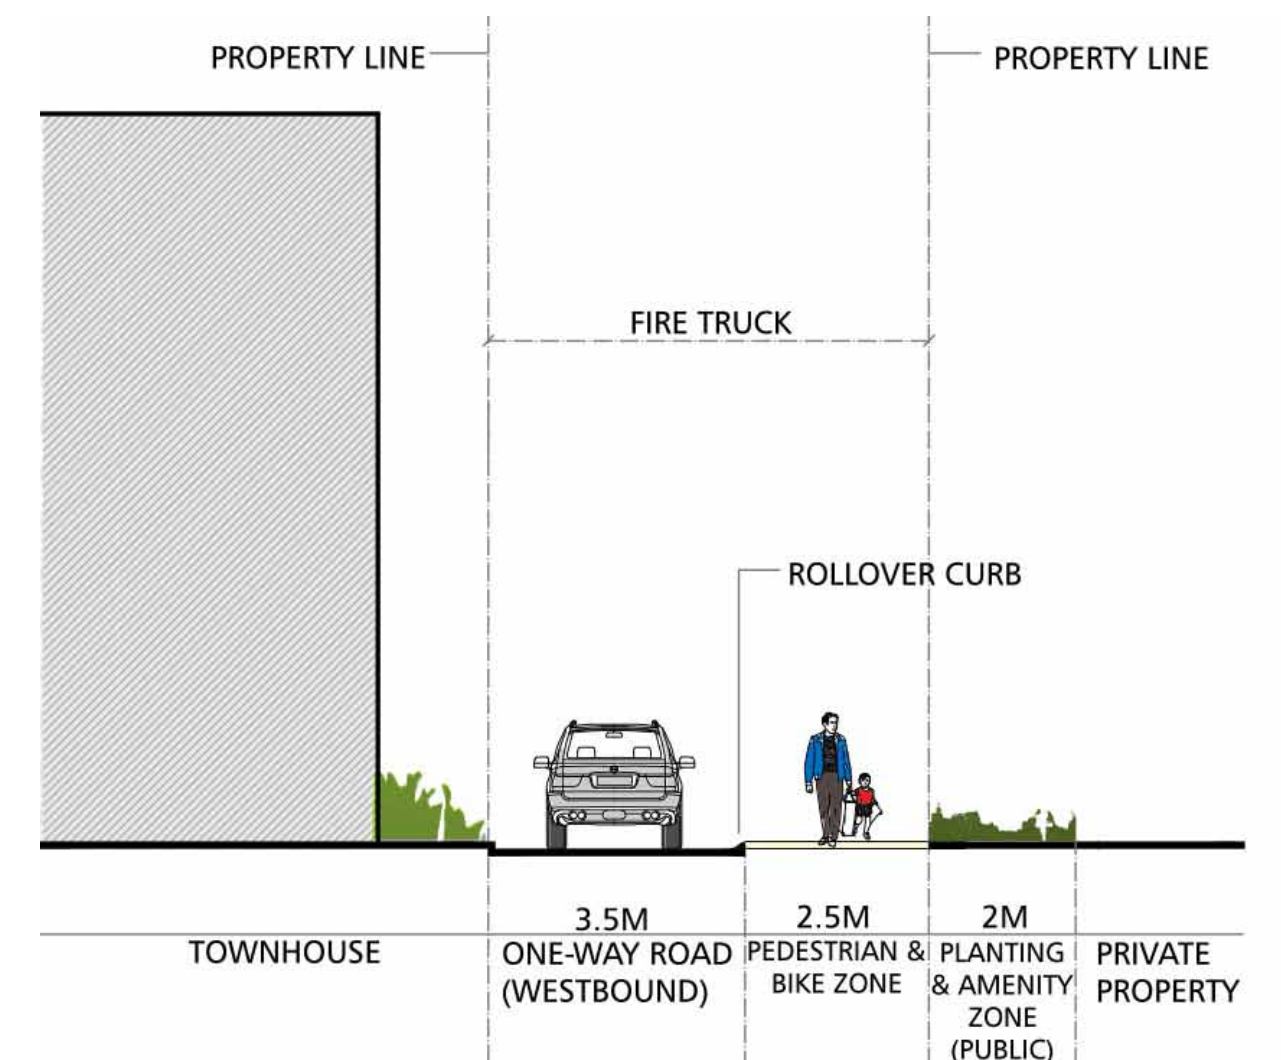 PROPERTY LINE
PROPERTY LINE
FIRE TRUCK
ROLLOVER CURB
3.5M
2.5M
2M
TOWNHOUSE
ONE-WAY ROAD
(WESTBOUND)
PEDESTRIAN &
BIKE ZONE
PLANTING
& AMENITY
ZONE
(PUBLIC)
PRIVATE
PROPERTY